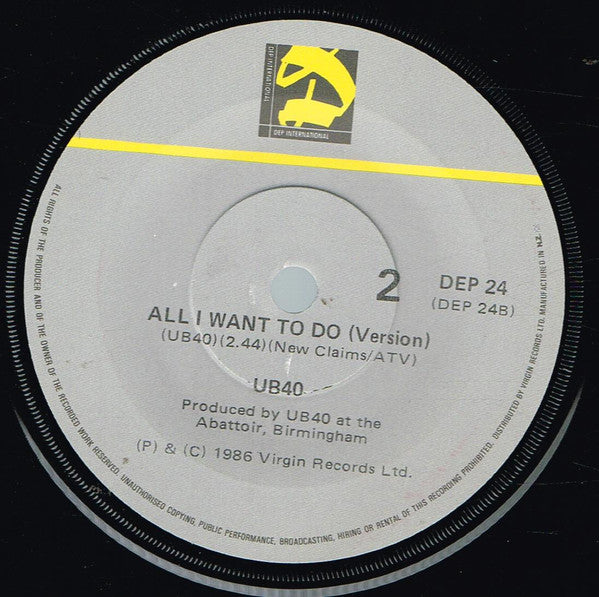 DEP INTERNATIONAL
DEP INTERNATIONAL
2
DEP 24
(DEP 24B)
ALL I WANT TO DO (Version)
(UB40)(2.44)(New Claims/ATV)
UB40
Produced by UB40 at the
Abattoir, Birmingham
(P) & (C) 1986 Virgin Records Ltd.
ALL RIGHTS OF THE PRODUCER AND OF THE OWNER OF THE RECORDED WORK RESERVED. UNAUTHORISED COPYING, PUBLIC PERFORMANCE, BROADCASTING, HIRING OR RENTAL OF THIS RECORDING PROHIBITED. DISTRIBUTED BY VIRGIN RECORDS LTD. MANUFACTURED IN N.Z.